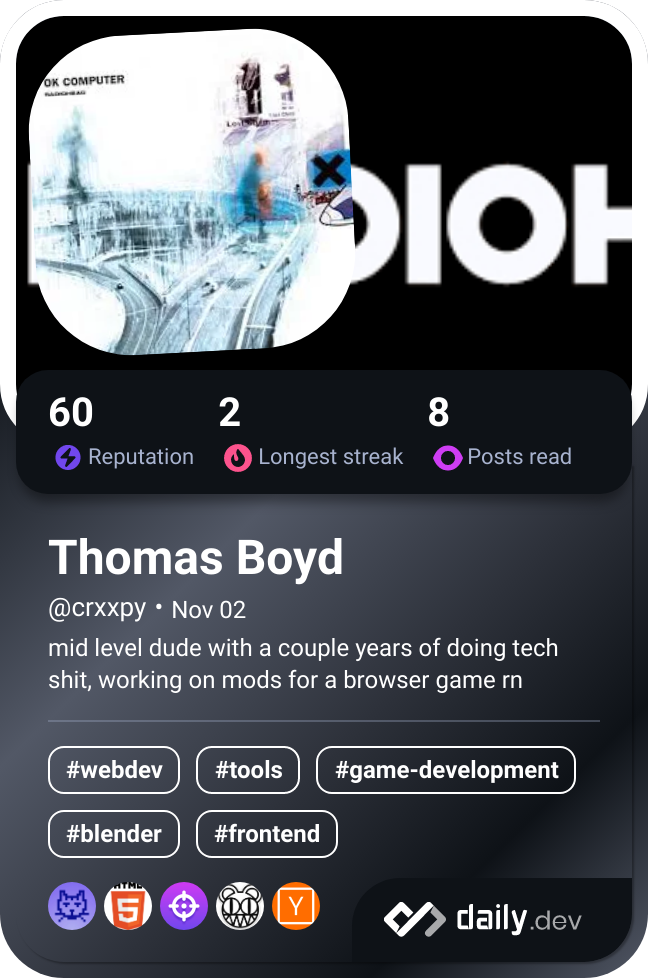 OK COMPUTER
RADIOHEAD
DIOH
60
2
8
Reputation
Longest streak
Posts read
Thomas Boyd
@crxxpy • Nov 02
mid level dude with a couple years of doing tech
shit, working on mods for a browser game rn
#webdev
#tools
#game-development
#blender
#frontend
HTML
5
Y
daily.dev